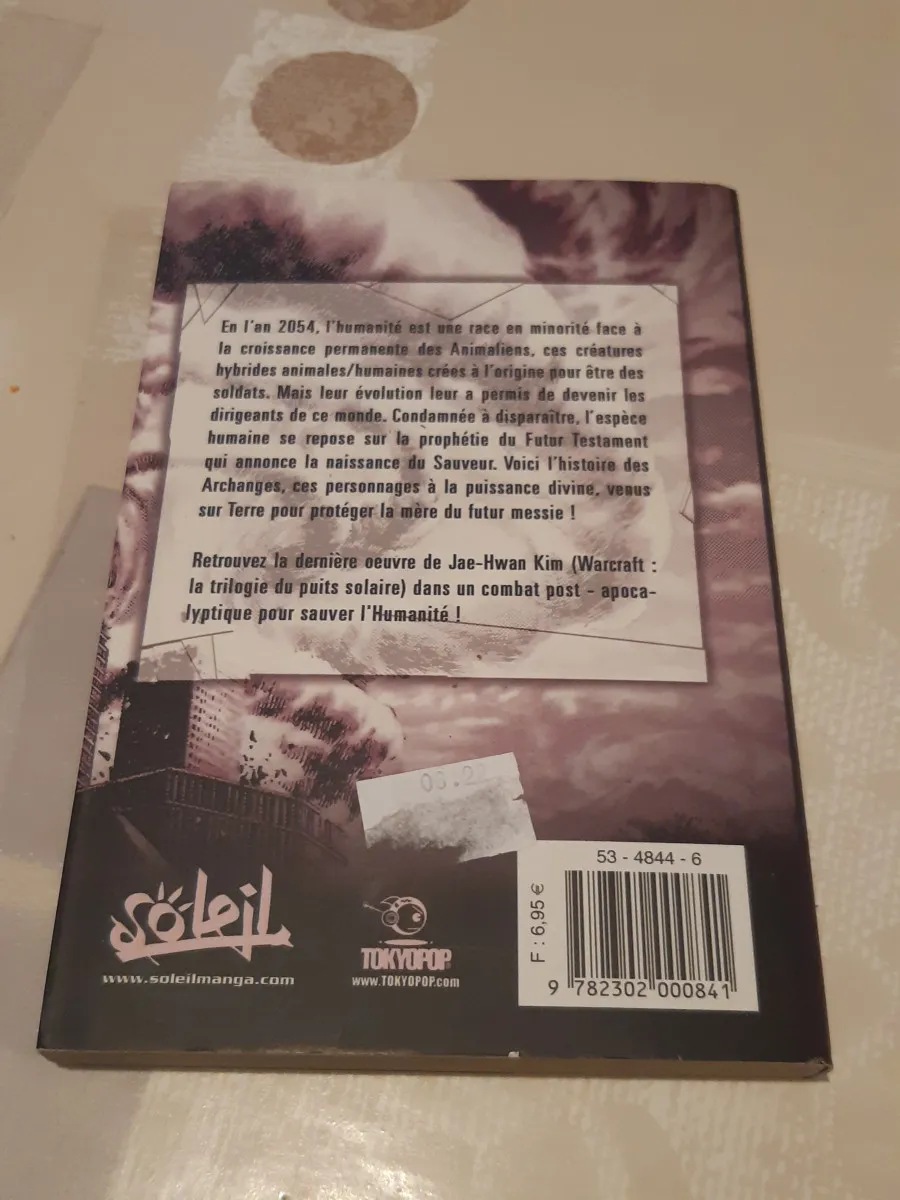 En l'an 2054, l'humanité est une race en minorité face à
la croissance permanente des Animaliens, ces créatures
hybrides animales/humaines crées à l'origine pour être des
soldats. Mais leur évolution leur a permis de devenir les
dirigeants de ce monde. Condamnée à disparaître, l'espèce
humaine se repose sur la prophétie du Futur Testament
qui annonce la naissance du Sauveur. Voici l'histoire des
Archanges, ces personnages à la puissance divine, venus
sur Terre pour protéger la mère du futur messie !
Retrouvez la dernière oeuvre de Jae-Hwan Kim (Warcraft :
la trilogie du puits solaire) dans un combat post - apoca-
lyptique pour sauver l'Humanité !
soleil
www.soleilmanga.com
TOKYOPOP
www.TOKYOPOP.com
53 - 4844 - 6
F : 6,95 €
9 782302 000841